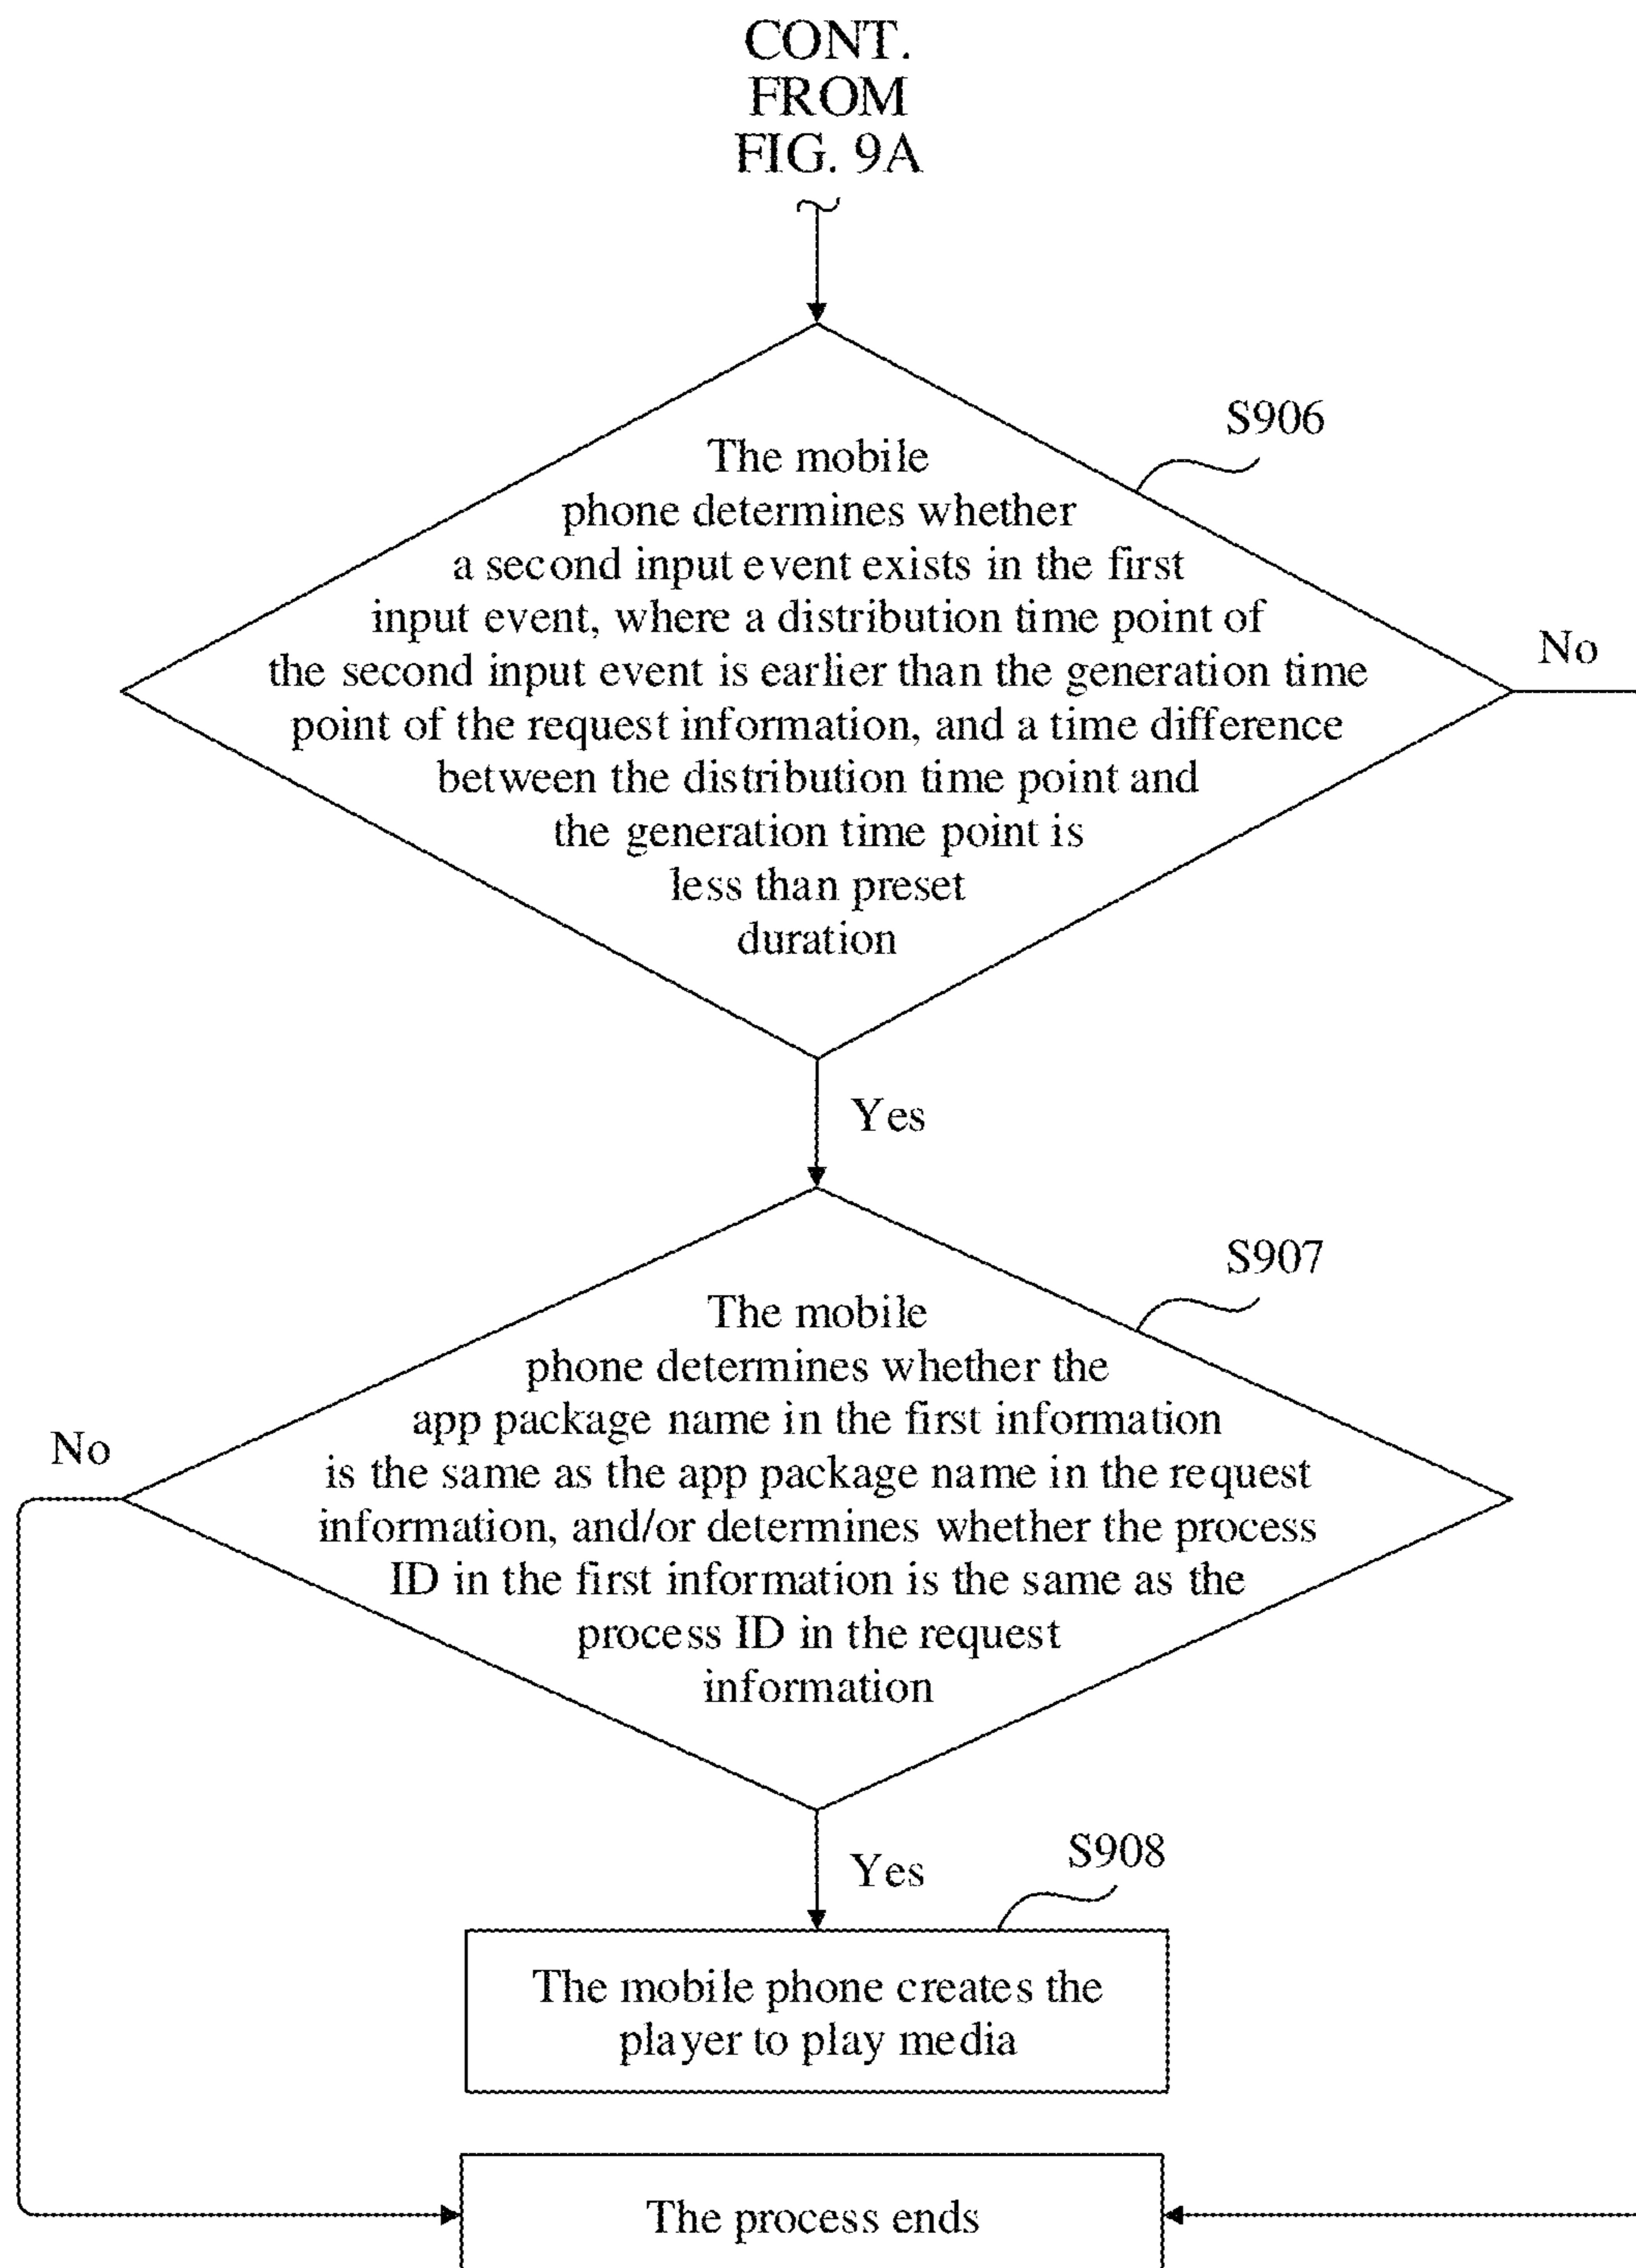 CONT.
FROM
FIG. 9A
S906
The mobile
phone determines whether
a second input event exists in the first
input event, where a distribution time point of
the second input event is earlier than the generation time
point of the request information, and a time difference
between the distribution time point and
the generation time point is
less than preset
duration
No
Yes
S907
The mobile
phone determines whether the
app package name in the first information
is the same as the app package name in the request
information, and/or determines whether the process
ID in the first information is the same as the
process ID in the request
information
No
Yes
S908
The mobile phone creates the
player to play media
The process ends